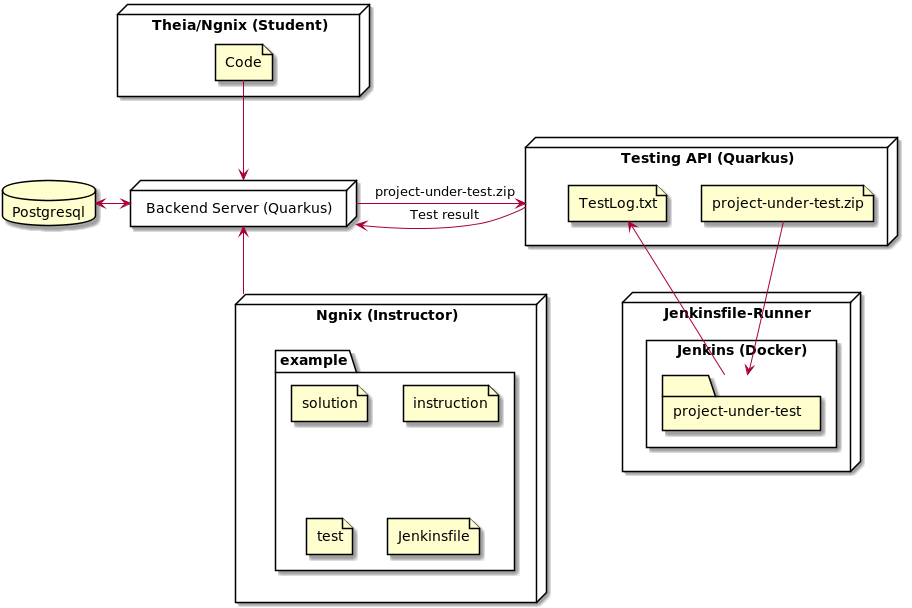 Theia/Ngnix (Student)
Code
Testing API (Quarkus)
TestLog.txt
project-under-test.zip
project-under-test.zip
Test result
Postgresql
Backend Server (Quarkus)
Ngnix (Instructor)
example
solution
instruction
test
Jenkinsfile
Jenkinsfile-Runner
Jenkins (Docker)
project-under-test